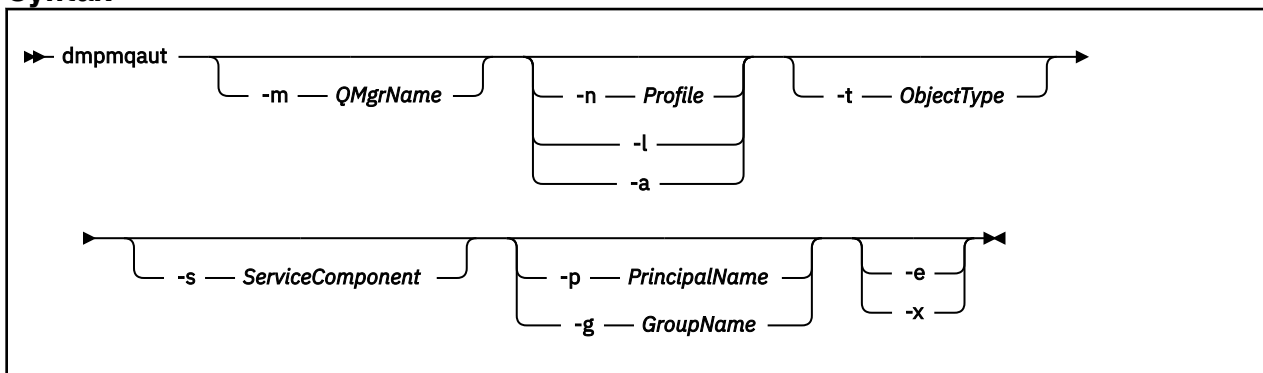 Syntax
dmpmqaut
-m QMgrName
-n Profile
-l
-a
-t ObjectType
-s ServiceComponent
-p PrincipalName
-g GroupName
-e
-x